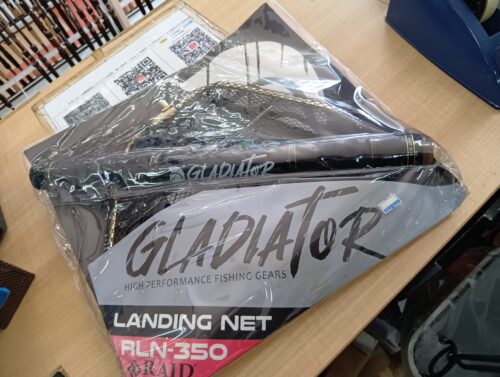 GLADIATOR
GLADIATOR
HIGH PERFORMANCE FISHING GEARS
LANDING NET
RLN-350
RAID